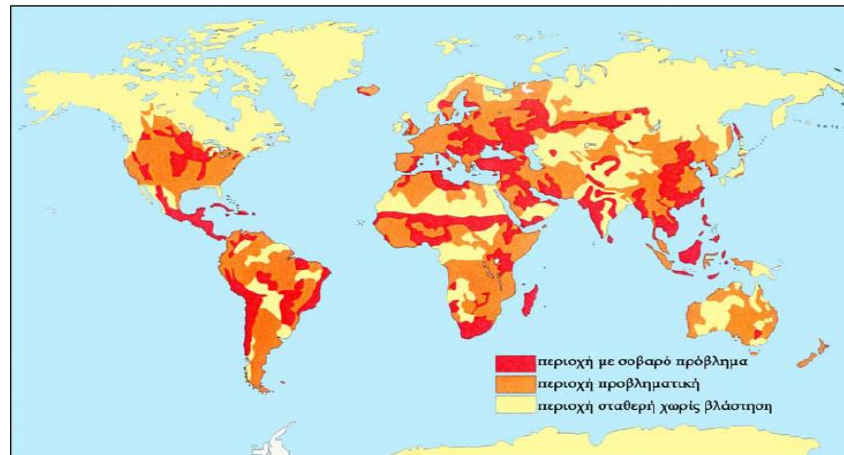 περιοχή με σοβαρό πρόβλημα
περιοχή προβληματική
περιοχή σταθερή χωρίς βλάστηση